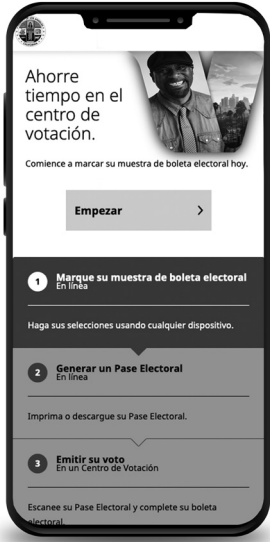 Ahorre
tiempo en el
centro de
votación.
Comience a marcar su muestra de boleta electoral hoy.
Empezar
1
Marque su muestra de boleta electoral
En línea
Haga sus selecciones usando cualquier dispositivo.
2
Generar un Pase Electoral
En línea
Imprima o descargue su Pase Electoral.
3
Emitir su voto
En un Centro de Votación
Escanee su Pase Electoral y complete su boleta
electoral.